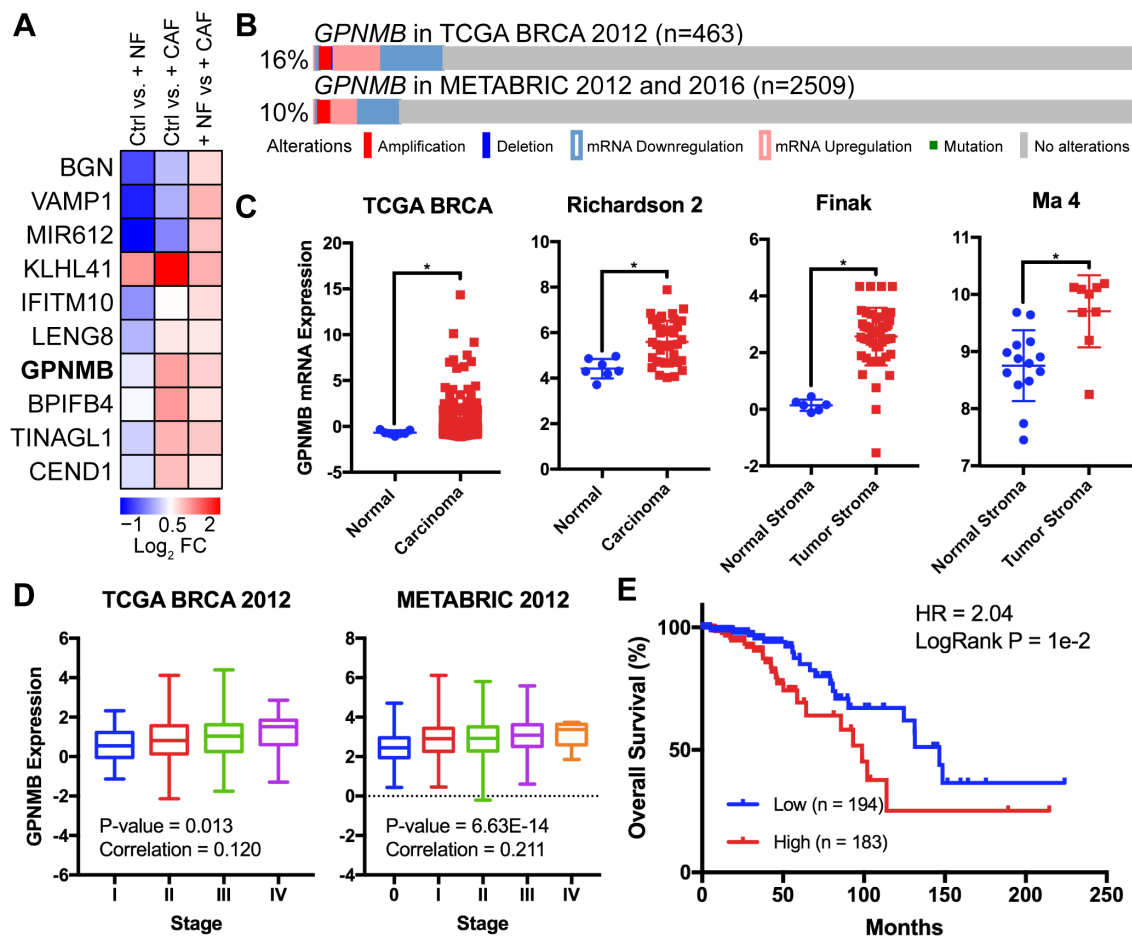 A
Ctrl vs. + NF
Ctrl vs. + CAF
+ NF vs + CAF
BGN
VAMP1
MIR612
KLHL41
IFITM10
LENG8
GPNMB
BPIFB4
TINAGL1
CEND1
−1 0.5 2
Log2 FC
B
GPNMB in TCGA BRCA 2012 (n=463)
16%
GPNMB in METABRIC 2012 and 2016 (n=2509)
10%
Alterations Amplification Deletion mRNA Downregulation mRNA Upregulation Mutation No alterations
C
TCGA BRCA
GPNMB mRNA Expression
20
15
10
5
0
-5
*
Normal
Carcinoma
Richardson 2
10
8
6
4
2
0
*
Normal
Carcinoma
Finak
6
4
2
0
-2
*
Normal Stroma
Tumor Stroma
Ma 4
11
10
9
8
7
*
Normal Stroma
Tumor Stroma
D
TCGA BRCA 2012
GPNMB Expression
6
4
2
0
-2
-4
-6
P-value = 0.013
Correlation = 0.120
I II III IV
Stage
METABRIC 2012
8
6
4
2
0
-2
-4
P-value = 6.63E-14
Correlation = 0.211
0 I II III IV
Stage
E
HR = 2.04
LogRank P = 1e-2
Overall Survival (%)
100
50
0
Low (n = 194)
High (n = 183)
0 50 100 150 200 250
Months